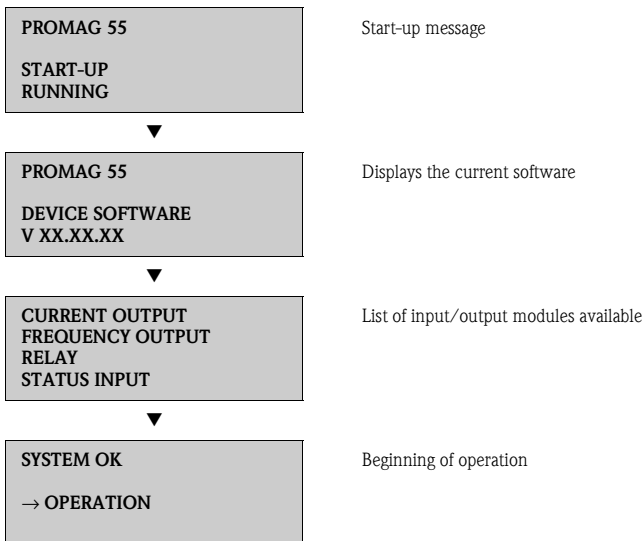 PROMAG 55
Start-up message
START-UP
RUNNING
▼
PROMAG 55
Displays the current software
DEVICE SOFTWARE
V XX.XX.XX
▼
CURRENT OUTPUT
List of input/output modules available
FREQUENCY OUTPUT
RELAY
STATUS INPUT
▼
SYSTEM OK
Beginning of operation
→ OPERATION